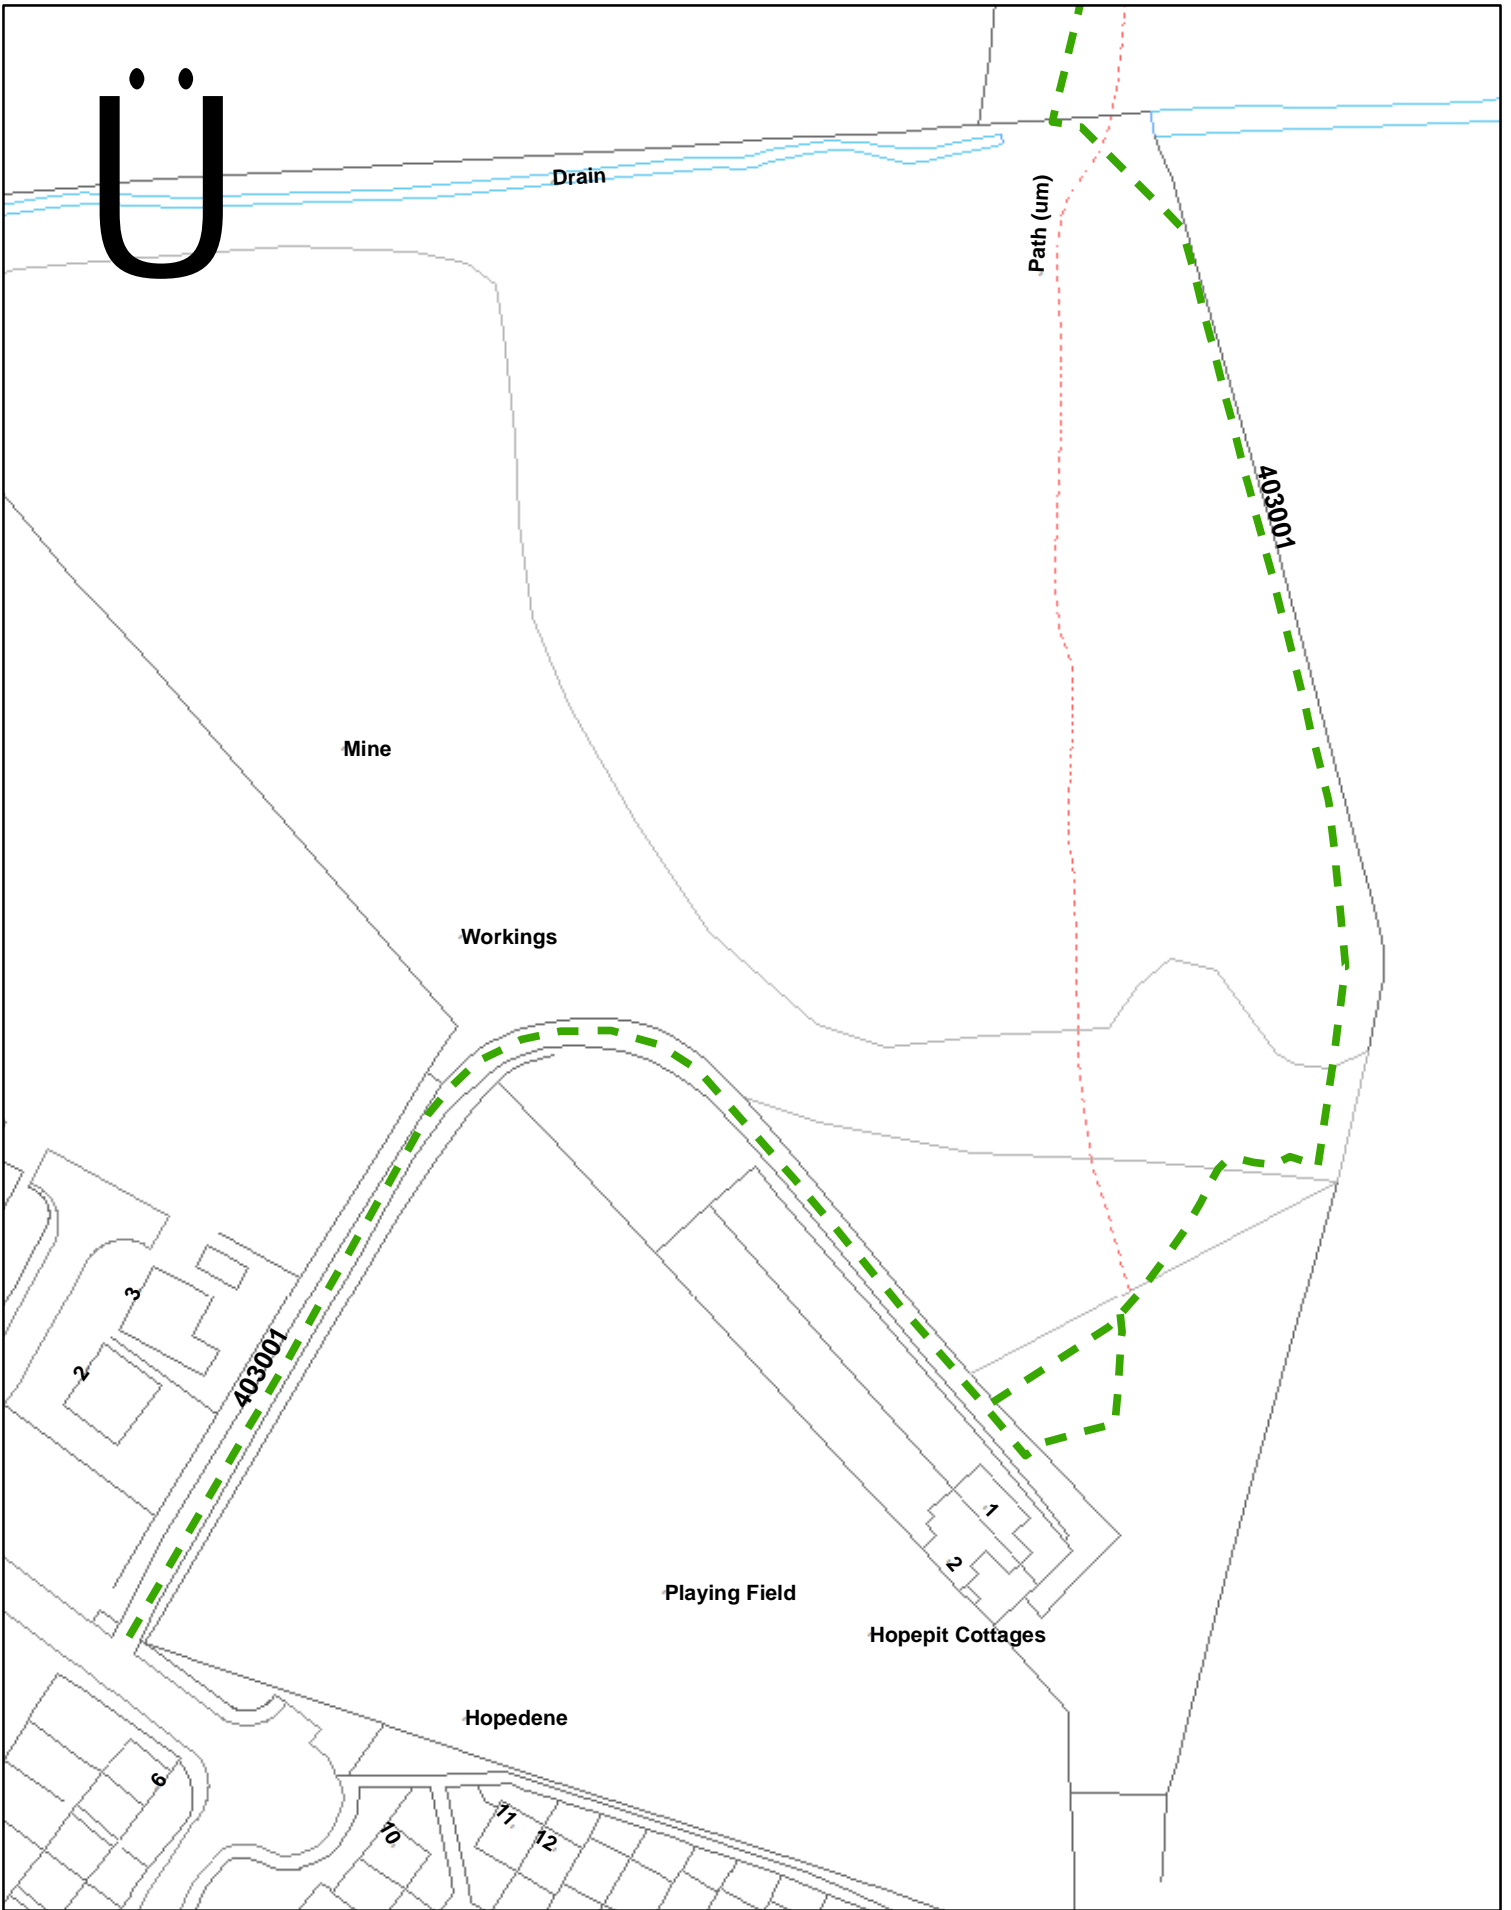 Ü
Drain
Path (um)
403001
Mine
Workings
3
2
403001
1
2
Playing Field
Hopepit Cottages
Hopedene
6
10
11
12